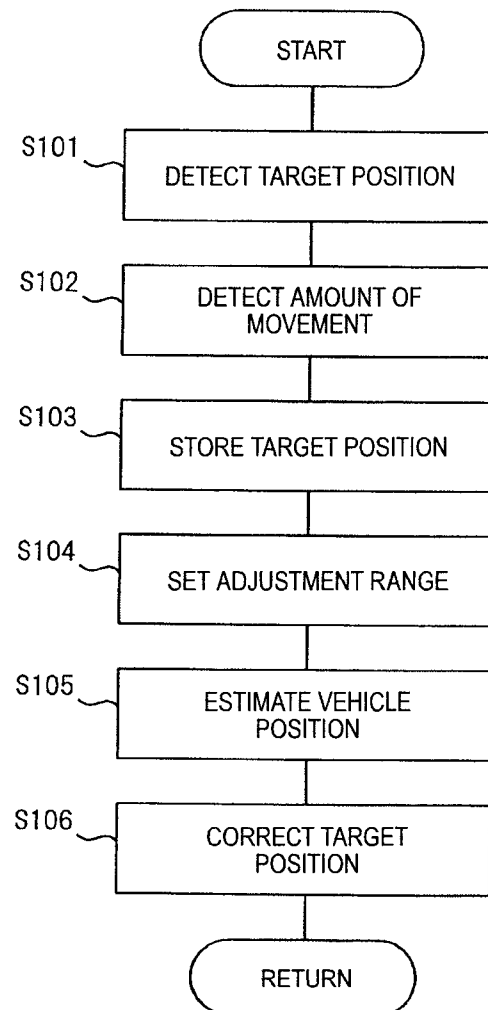 START
S101
DETECT TARGET POSITION
S102
DETECT AMOUNT OF
MOVEMENT
S103
STORE TARGET POSITION
S104
SET ADJUSTMENT RANGE
S105
ESTIMATE VEHICLE
POSITION
S106
CORRECT TARGET
POSITION
RETURN